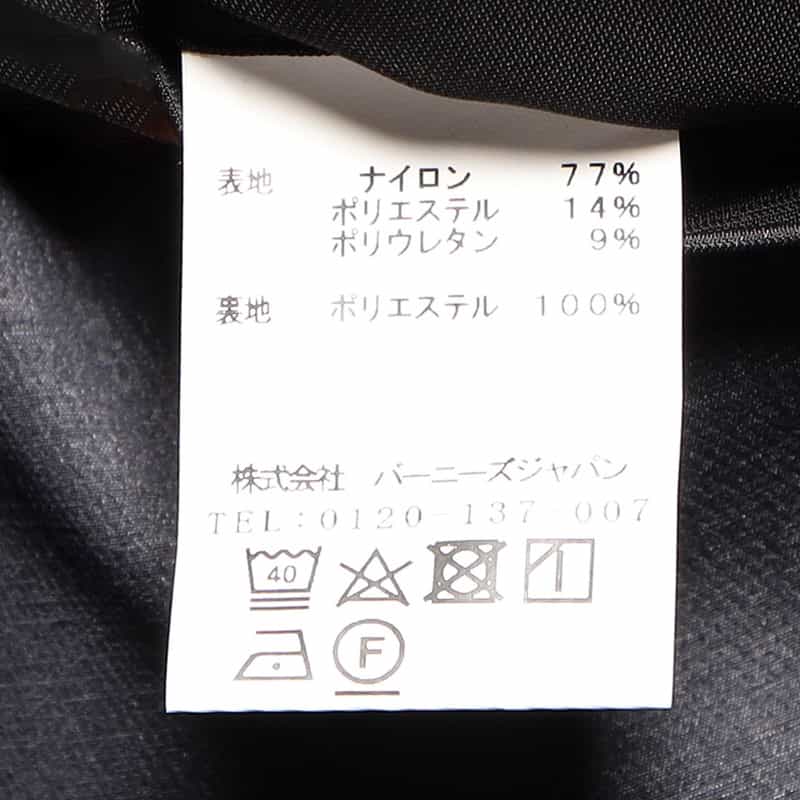 表地 ナイロン 77%
ポリエステル 14%
ポリウレタン 9%
裏地 ポリエステル 100%
株式会社 バーニーズジャパン
TEL:0120-137-007
40
F